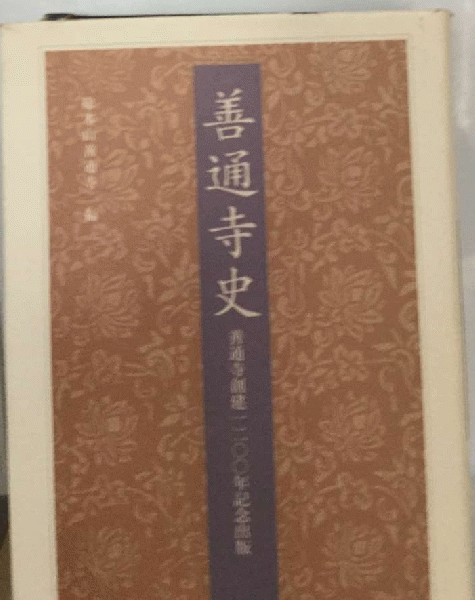 善通寺史
善通寺創建一二〇〇年記念出版
総本山善通寺 編